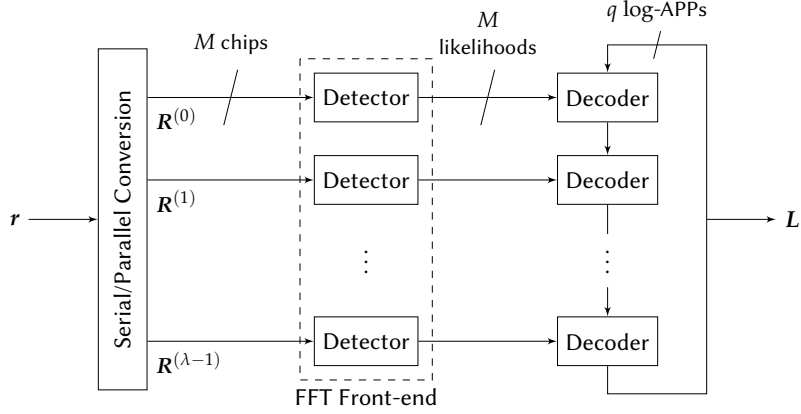 q log-APPs
M
M chips
likelihoods
Detector
Decoder
R^(0)
Detector
Decoder
R^(1)
r
Serial/Parallel Conversion
L
⋮
⋮
Detector
Decoder
R^(λ−1)
FFT Front-end